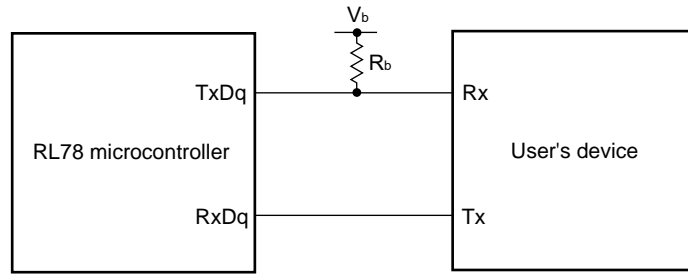 Vb
Rb
TxDq
Rx
RL78 microcontroller
User's device
RxDq
Tx